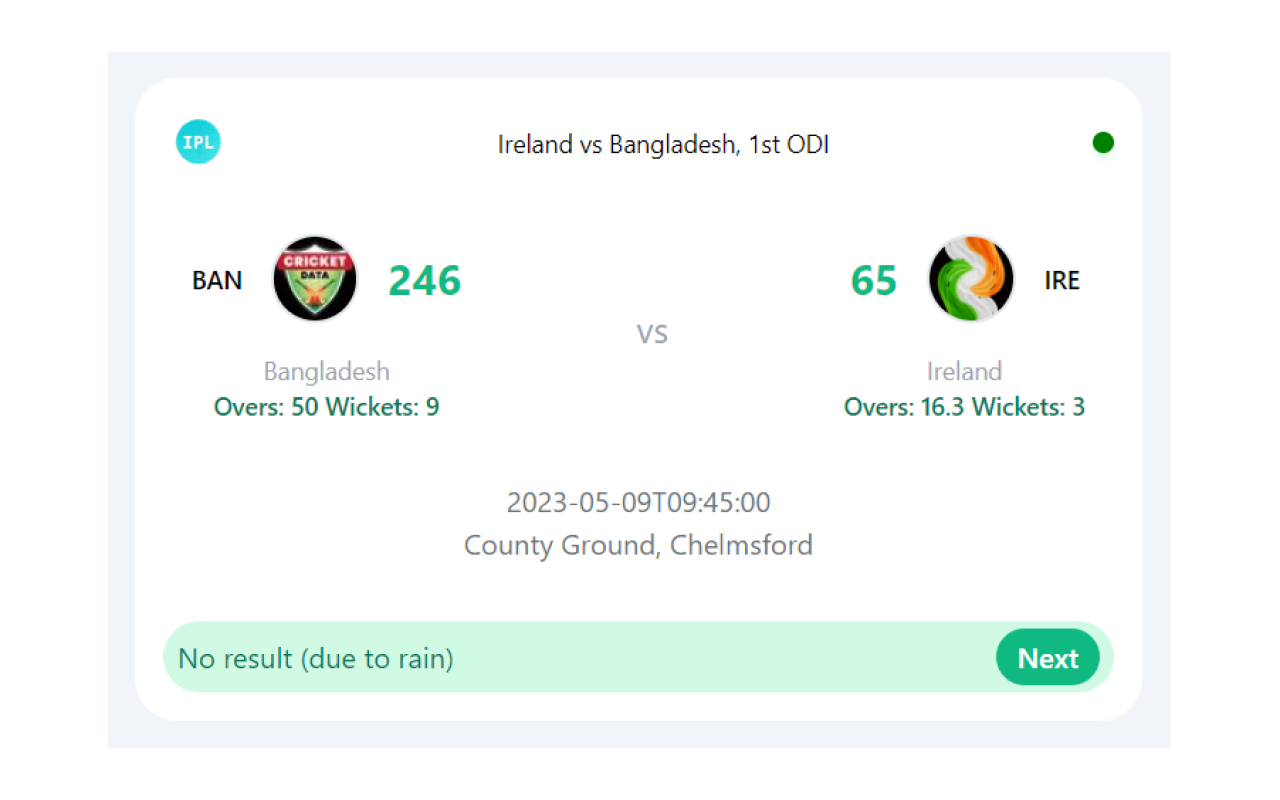 IPL
Ireland vs Bangladesh, 1st ODI
BAN
CRICKET
DATA
246
65
IRE
VS
Bangladesh
Overs: 50 Wickets: 9
Ireland
Overs: 16.3 Wickets: 3
2023-05-09T09:45:00
County Ground, Chelmsford
No result (due to rain)
Next